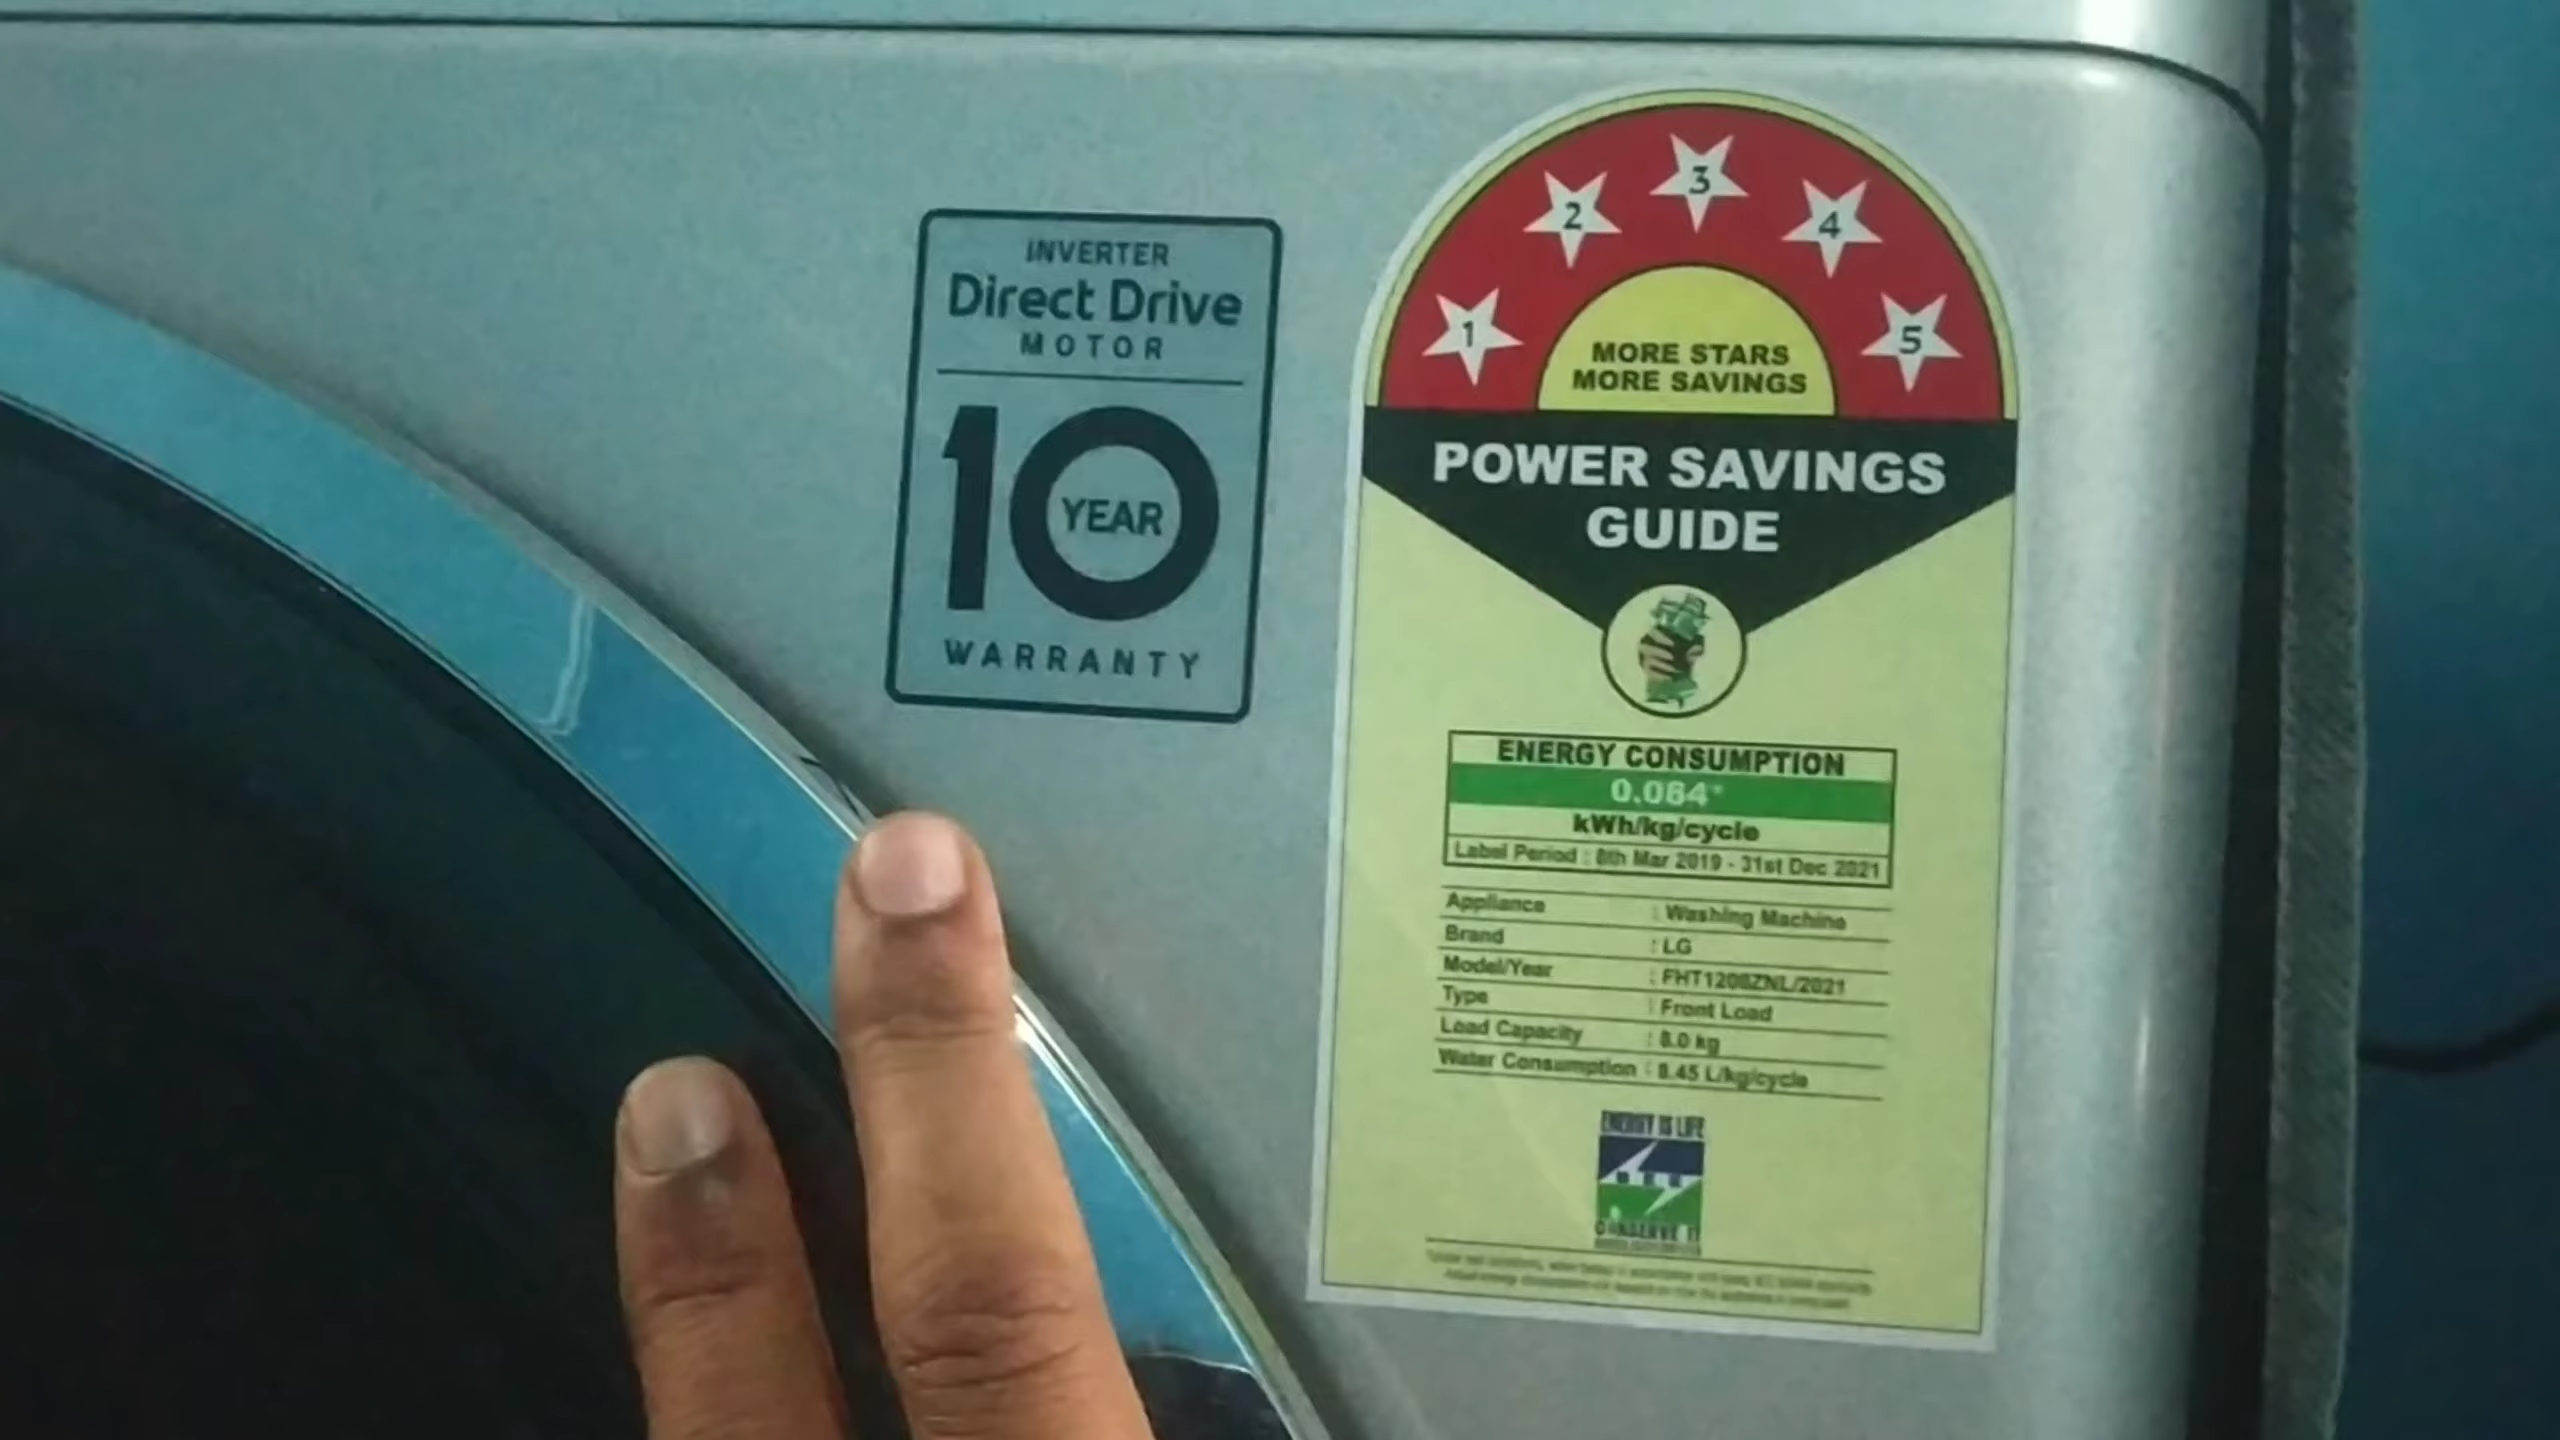 INVERTER
Direct Drive
MOTOR
10
YEAR
WARRANTY
1 2 3 4 5
MORE STARS
MORE SAVINGS
POWER SAVINGS
GUIDE
ENERGY CONSUMPTION
0.084*
kWh/kg/cycle
Label Period : 8th Mar 2019 - 31st Dec 2021
Appliance : Washing Machine
Brand : LG
Model/Year : FHT1208ZNL/2021
Type : Front Load
Load Capacity : 8.0 kg
Water Consumption : 8.45 L/kg/cycle
ENERGY IS LIFE
BEE
CONSERVE IT